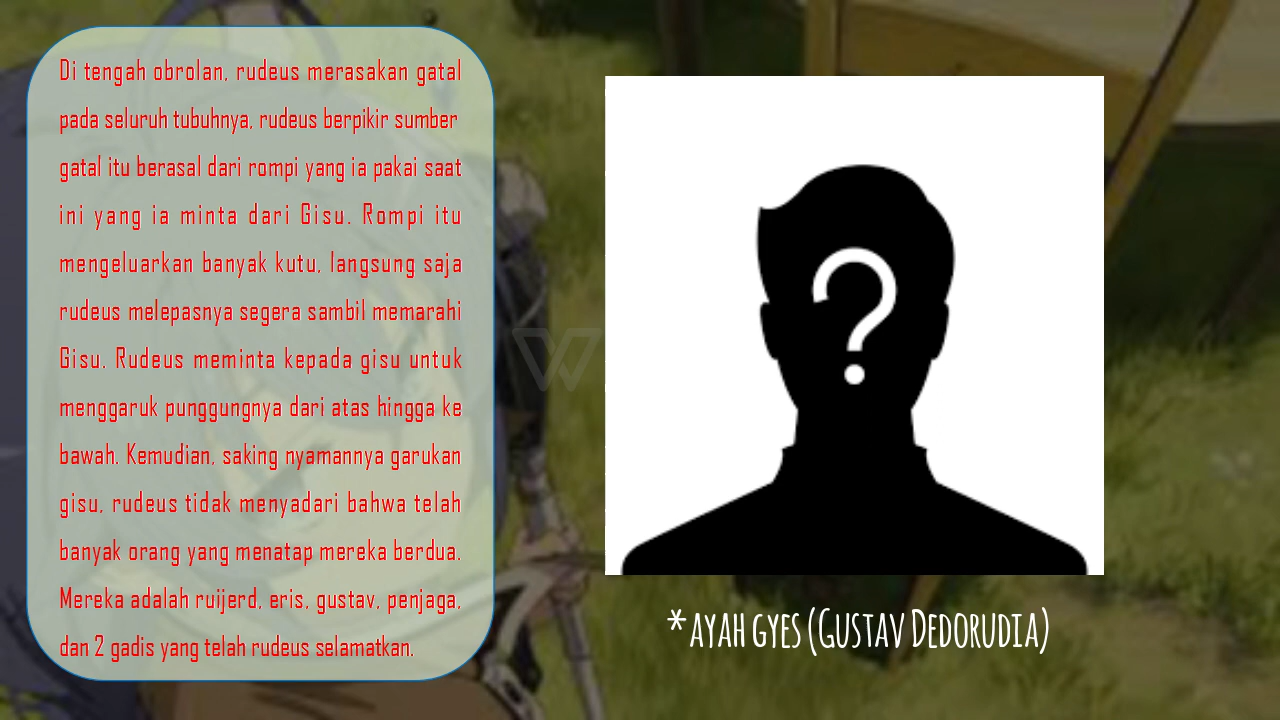 Di tengah obrolan, rudeus merasakan gatal
pada seluruh tubuhnya, rudeus berpikir sumber
gatal itu berasal dari rompi yang ia pakai saat
ini yang ia minta dari Gisu. Rompi itu
mengeluarkan banyak kutu, langsung saja
rudeus melepasnya segera sambil memarahi
Gisu. Rudeus meminta kepada gisu untuk
menggaruk punggungnya dari atas hingga ke
bawah. Kemudian, saking nyamannya garukan
gisu, rudeus tidak menyadari bahwa telah
banyak orang yang menatap mereka berdua.
Mereka adalah ruijerd, eris, gustav, penjaga,
dan 2 gadis yang telah rudeus selamatkan.
?
*ayah gyes (Gustav Dedorudia)